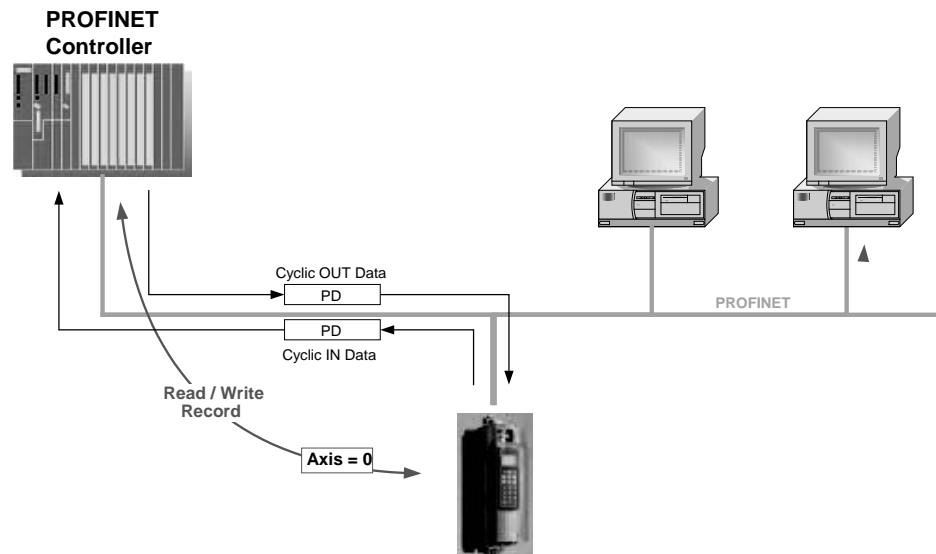 PROFINET
Controller
Cyclic OUT Data
PD
PROFINET
PD
Cyclic IN Data
Read / Write
Record
Axis = 0